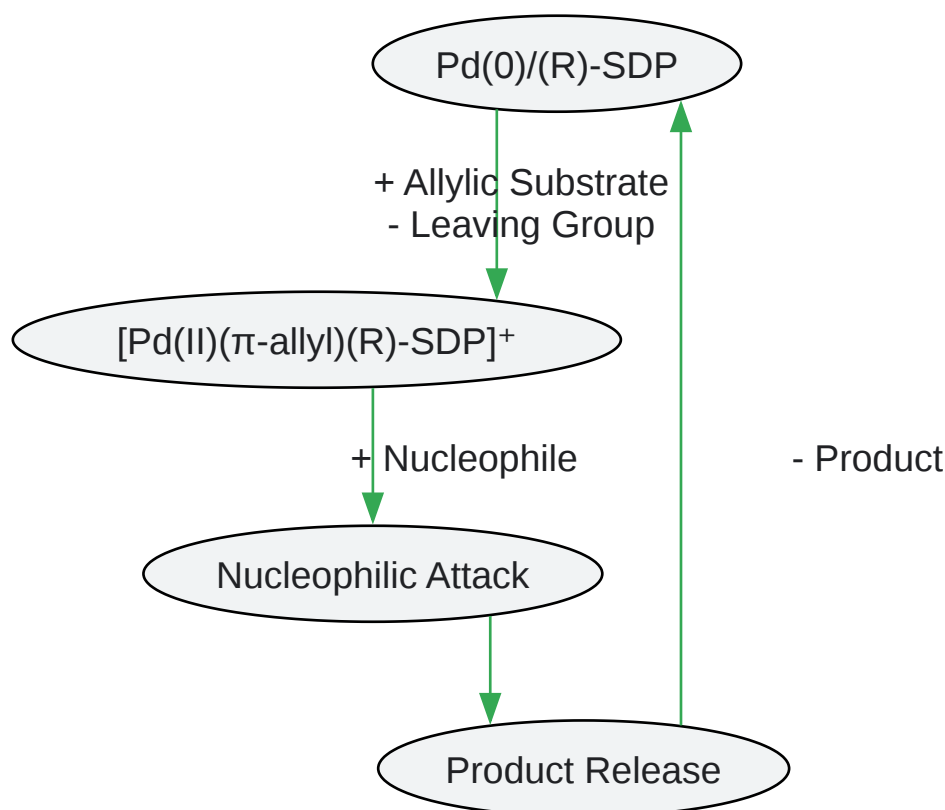 Pd(0)/(R)-SDP
+ Allylic Substrate
- Leaving Group
[Pd(II)(π-allyl)(R)-SDP]⁺
+ Nucleophile
- Product
Nucleophilic Attack
Product Release